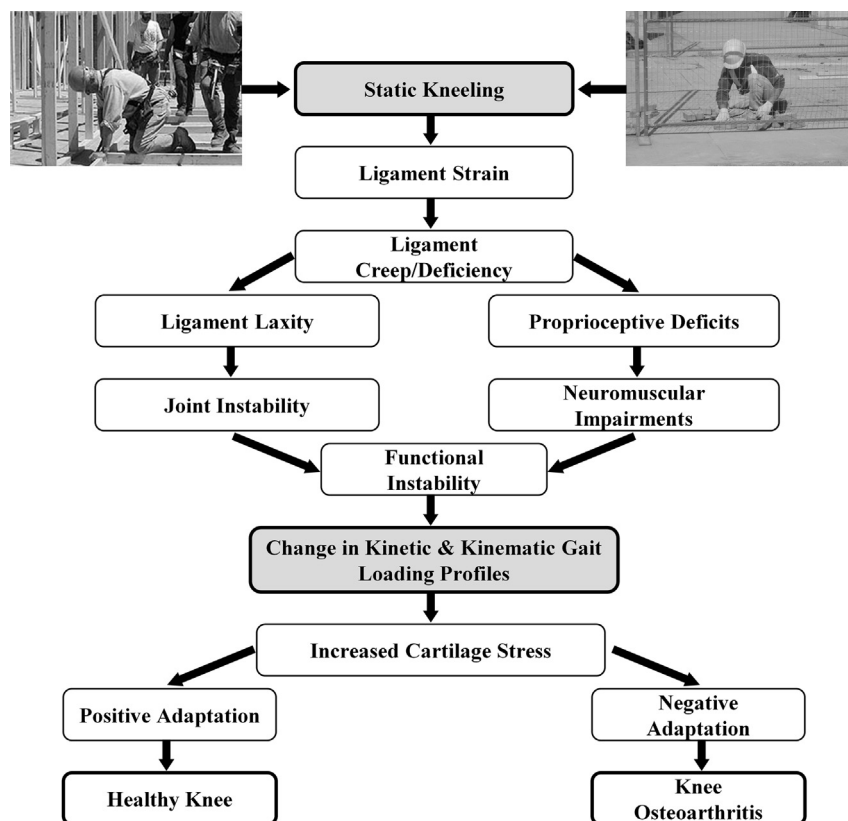 Static Kneeling
Ligament Strain
Ligament
Creep/Deficiency
Ligament Laxity
Proprioceptive Deficits
Joint Instability
Neuromuscular
Impairments
Functional
Instability
Change in Kinetic & Kinematic Gait
Loading Profiles
Increased Cartilage Stress
Positive Adaptation
Negative
Adaptation
Healthy Knee
Knee
Osteoarthritis